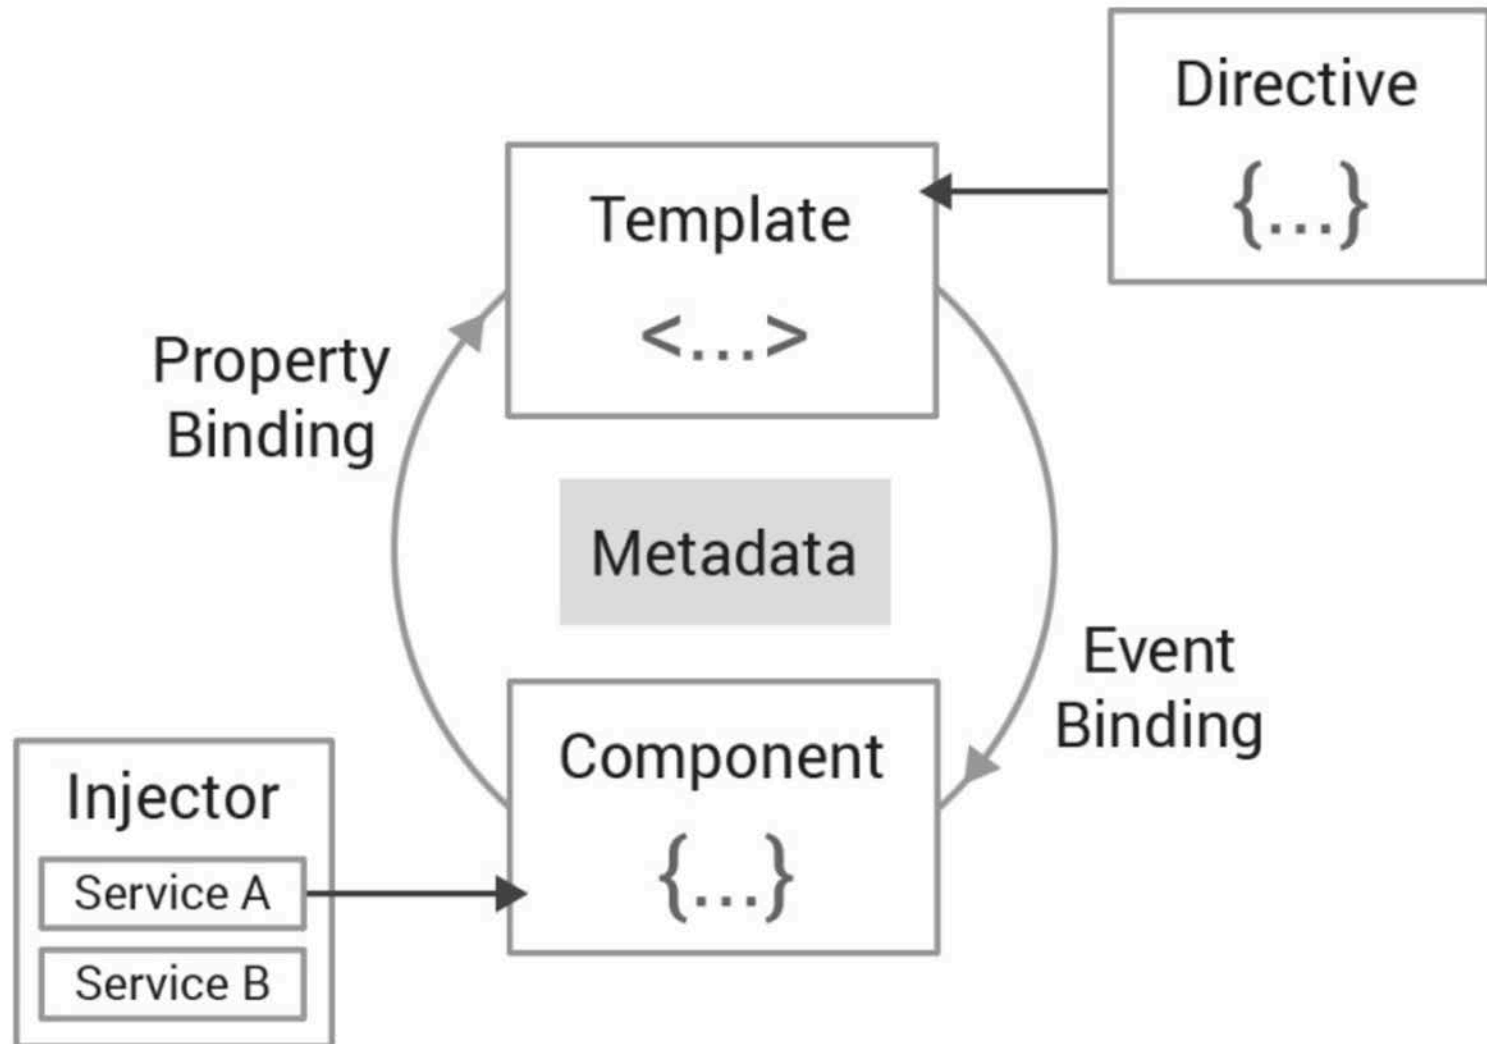 Directive
{...}
Template
<...>
Property
Binding
Metadata
Event
Binding
Component
{...}
Injector
Service A
Service B